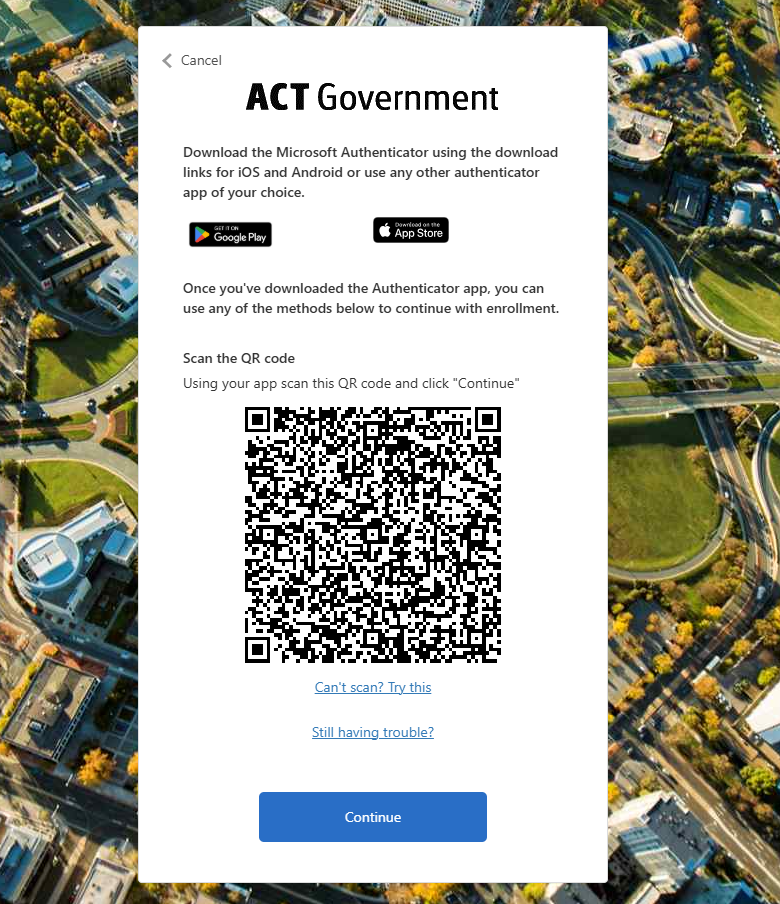 Cancel
ACT Government
Download the Microsoft Authenticator using the download
links for iOS and Android or use any other authenticator
app of your choice.
GET IT ON
Google Play
Download on the
App Store
Once you've downloaded the Authenticator app, you can
use any of the methods below to continue with enrollment.
Scan the QR code
Using your app scan this QR code and click "Continue"
Can't scan? Try this
Still having trouble?
Continue